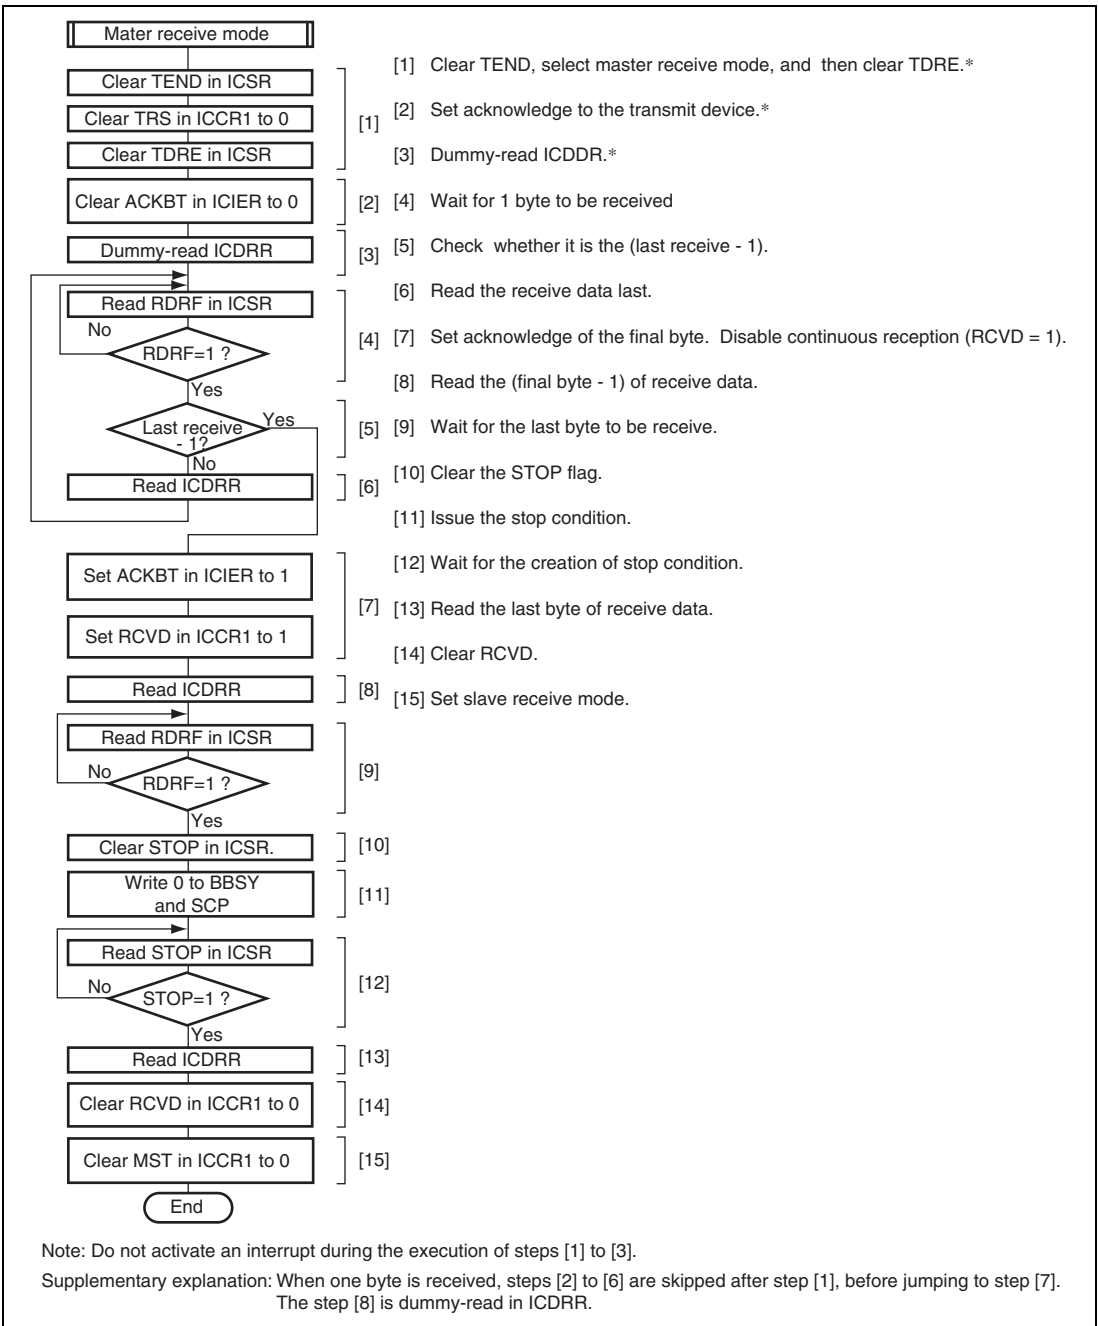 Mater receive mode
Clear TEND in ICSR
Clear TRS in ICCR1 to 0
Clear TDRE in ICSR
[1]
Clear ACKBT in ICIER to 0
[2]
Dummy-read ICDRR
[3]
Read RDRF in ICSR
No
RDRF=1 ?
[4]
Yes
Last receive
- 1?
Yes
[5]
No
Read ICDRR
[6]
Set ACKBT in ICIER to 1
[7]
Set RCVD in ICCR1 to 1
Read ICDRR
[8]
Read RDRF in ICSR
No
RDRF=1 ?
[9]
Yes
Clear STOP in ICSR.
[10]
Write 0 to BBSY
and SCP
[11]
Read STOP in ICSR
No
STOP=1 ?
[12]
Yes
Read ICDRR
[13]
Clear RCVD in ICCR1 to 0
[14]
Clear MST in ICCR1 to 0
[15]
End
[1] Clear TEND, select master receive mode, and then clear TDRE.*
[2] Set acknowledge to the transmit device.*
[3] Dummy-read ICDDR.*
[4] Wait for 1 byte to be received
[5] Check whether it is the (last receive - 1).
[6] Read the receive data last.
[7] Set acknowledge of the final byte. Disable continuous reception (RCVD = 1).
[8] Read the (final byte - 1) of receive data.
[9] Wait for the last byte to be receive.
[10] Clear the STOP flag.
[11] Issue the stop condition.
[12] Wait for the creation of stop condition.
[13] Read the last byte of receive data.
[14] Clear RCVD.
[15] Set slave receive mode.
Note: Do not activate an interrupt during the execution of steps [1] to [3].
Supplementary explanation: When one byte is received, steps [2] to [6] are skipped after step [1], before jumping to step [7].
The step [8] is dummy-read in ICDRR.